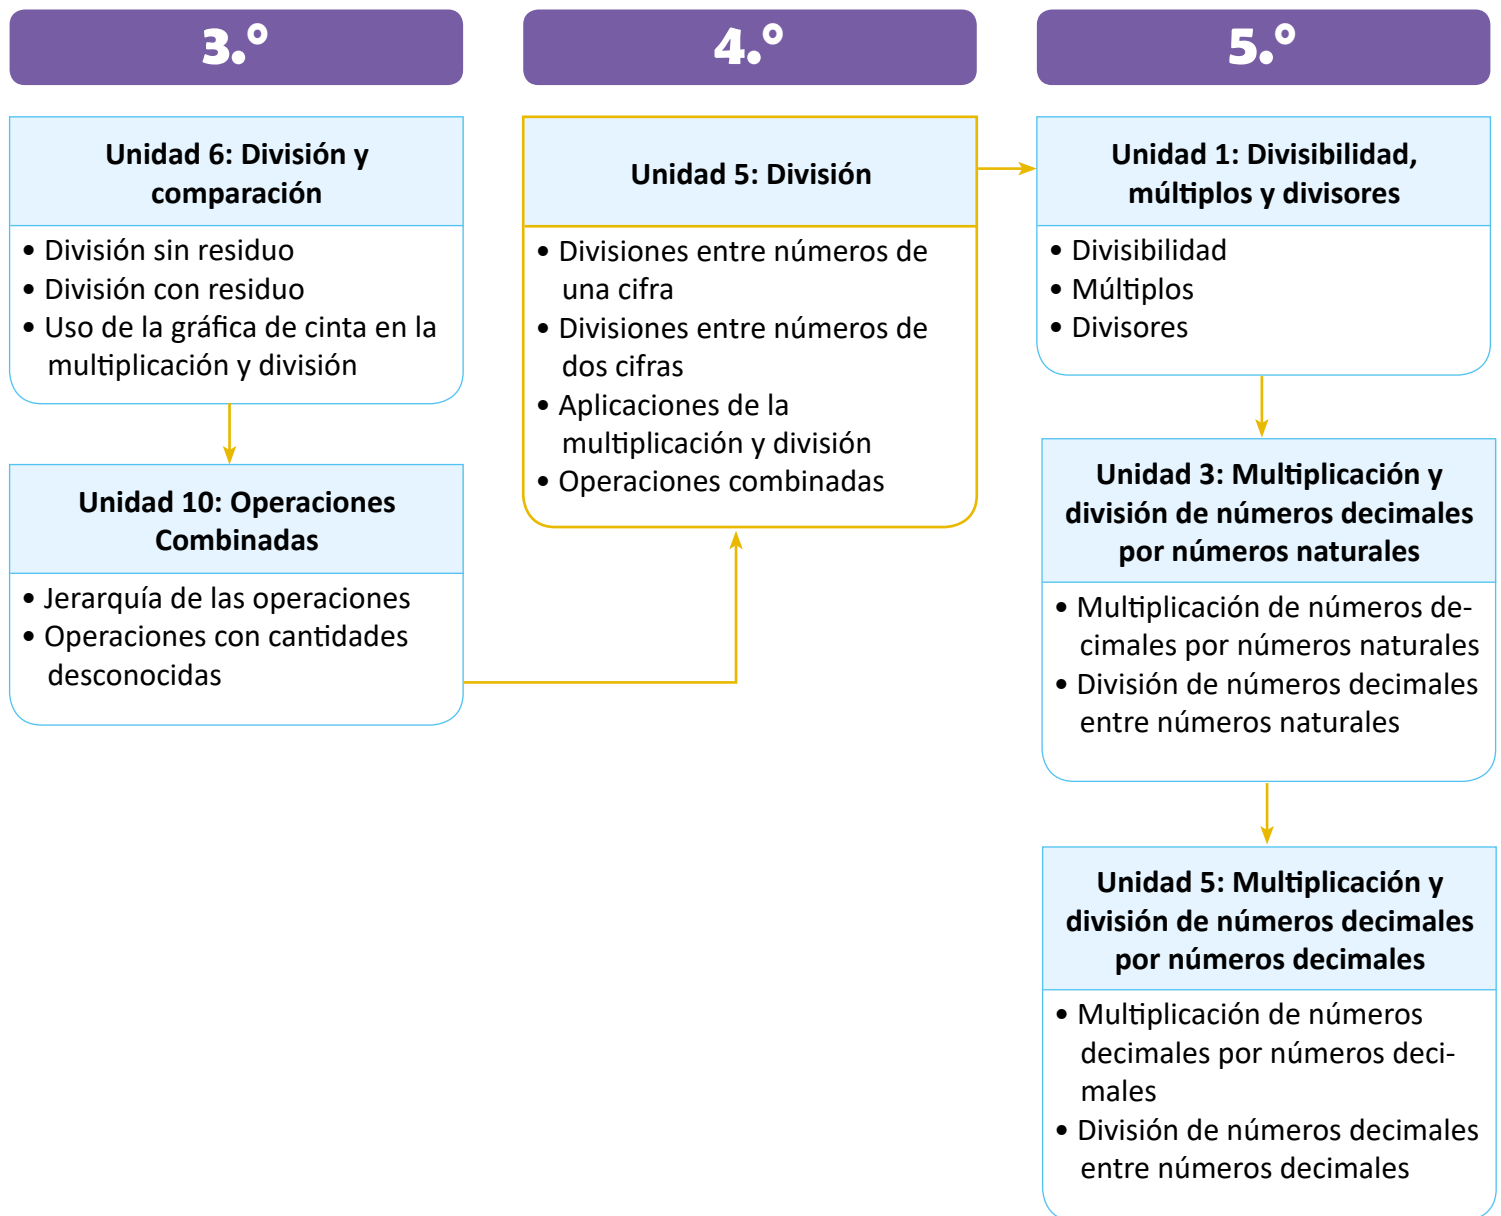 3.º
Unidad 6: División y
comparación
• División sin residuo
• División con residuo
• Uso de la gráfica de cinta en la
multiplicación y división
Unidad 10: Operaciones
Combinadas
• Jerarquía de las operaciones
• Operaciones con cantidades
desconocidas
4.º
Unidad 5: División
• Divisiones entre números de
una cifra
• Divisiones entre números de
dos cifras
• Aplicaciones de la
multiplicación y división
• Operaciones combinadas
5.º
Unidad 1: Divisibilidad,
múltiplos y divisores
• Divisibilidad
• Múltiplos
• Divisores
Unidad 3: Multiplicación y
división de números decimales
por números naturales
• Multiplicación de números de-
cimales por números naturales
• División de números decimales
entre números naturales
Unidad 5: Multiplicación y
división de números decimales
por números decimales
• Multiplicación de números
decimales por números deci-
males
• División de números decimales
entre números decimales